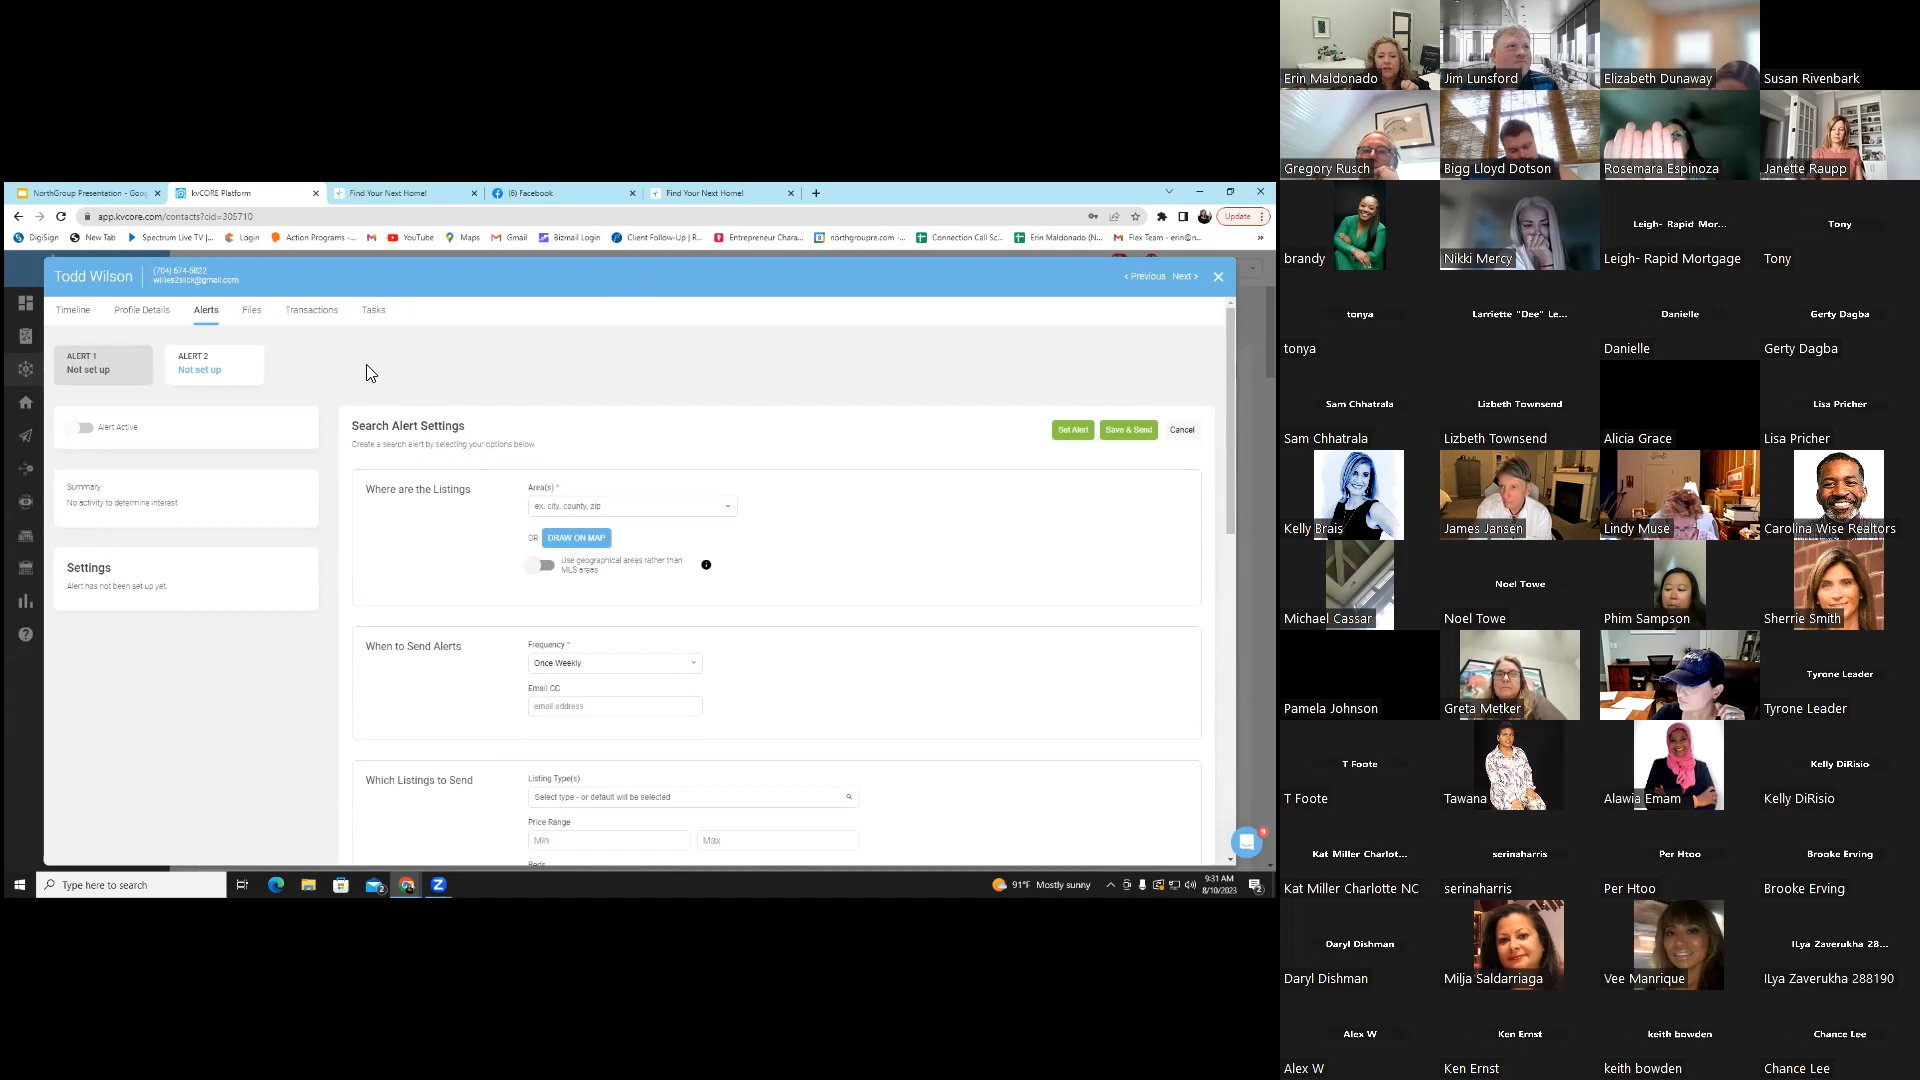 NorthGroup Presentation - Goog
kvCORE Platform
Find Your Next Home!
(6) Facebook
Find Your Next Home!
app.kvcore.com/contacts?cid=305710
Update
DigiSign
New Tab
Spectrum Live TV |...
Login
Action Programs -...
YouTube
Maps
Gmail
Bizmail Login
Client Follow-Up | R...
Entrepreneur Chara...
northgroupre.com -...
Connection Call Sc...
Erin Maldonado (N...
Flex Team - erin@n...
Todd Wilson
(704) 674-5822
willies2slick@gmail.com
< Previous Next >
Timeline
Profile Details
Alerts
Files
Transactions
Tasks
ALERT 1
Not set up
ALERT 2
Not set up
Alert Active
Summary
No activity to determine interest
Settings
Alert has not been set up yet.
Search Alert Settings
Create a search alert by selecting your options below
Set Alert
Save & Send
Cancel
Where are the Listings
Area(s) *
ex. city, county, zip
OR DRAW ON MAP
Use geographical areas rather than
MLS areas
When to Send Alerts
Frequency *
Once Weekly
Email CC
email address
Which Listings to Send
Listing Type(s)
Select type - or default will be selected
Price Range
Min
Max
Beds
9
Type here to search
2
91°F Mostly sunny
9:31 AM
8/10/2023
2
Erin Maldonado
Jim Lunsford
Elizabeth Dunaway
Susan Rivenbark
Gregory Rusch
Bigg Lloyd Dotson
Rosemara Espinoza
Janette Raupp
brandy
Nikki Mercy
Leigh- Rapid Mor...
Leigh- Rapid Mortgage
Tony
Tony
tonya
tonya
Larriette "Dee" Le...
Danielle
Danielle
Gerty Dagba
Gerty Dagba
Sam Chhatrala
Sam Chhatrala
Lizbeth Townsend
Lizbeth Townsend
Alicia Grace
Lisa Pricher
Lisa Pricher
Kelly Brais
James Jansen
Lindy Muse
Carolina Wise Realtors
Michael Cassar
Noel Towe
Noel Towe
Phim Sampson
Sherrie Smith
Pamela Johnson
Greta Metker
Tyrone Leader
Tyrone Leader
T Foote
T Foote
Tawana
Alawia Emam
Kelly DiRisio
Kelly DiRisio
Kat Miller Charlot...
Kat Miller Charlotte NC
serinaharris
serinaharris
Per Htoo
Per Htoo
Brooke Erving
Brooke Erving
Daryl Dishman
Daryl Dishman
Milja Saldarriaga
Vee Manrique
ILya Zaverukha 28...
ILya Zaverukha 288190
Alex W
Alex W
Ken Ernst
Ken Ernst
keith bowden
keith bowden
Chance Lee
Chance Lee